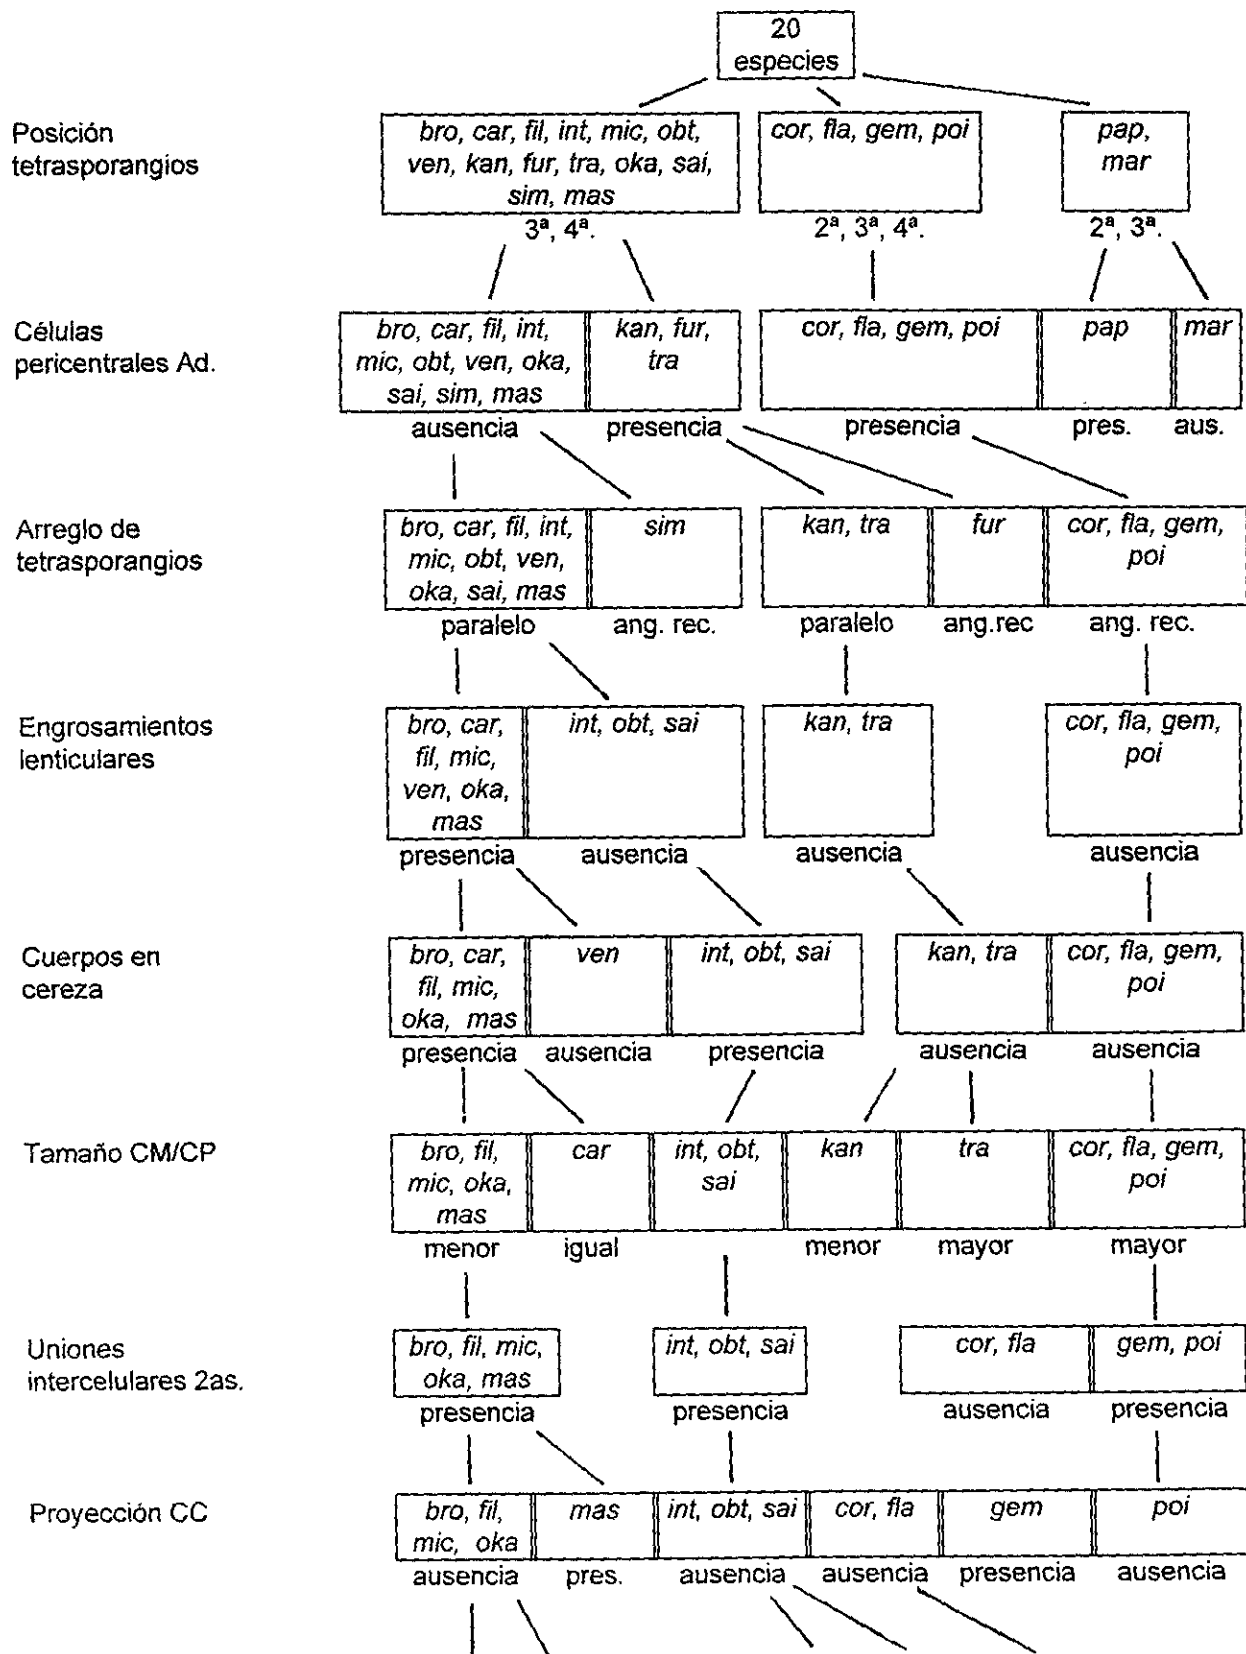 20
especies
Posición
tetrasporangios
bro, car, fil, int, mic, obt,
ven, kan, fur, tra, oka, sai,
sim, mas
cor, fla, gem, poi
pap,
mar
3ª, 4ª.
2ª, 3ª, 4ª.
2ª, 3ª.
Células
pericentrales Ad.
bro, car, fil, int,
mic, obt, ven, oka,
sai, sim, mas
kan, fur,
tra
cor, fla, gem, poi
pap
mar
ausencia
presencia
presencia
pres.
aus.
Arreglo de
tetrasporangios
bro, car, fil, int,
mic, obt, ven,
oka, sai, mas
sim
kan, tra
fur
cor, fla, gem,
poi
paralelo
ang. rec.
paralelo
ang.rec
ang. rec.
Engrosamientos
lenticulares
bro, car,
fil, mic,
ven, oka,
mas
int, obt, sai
kan, tra
cor, fla, gem,
poi
presencia
ausencia
ausencia
ausencia
Cuerpos en
cereza
bro, car,
fil, mic,
oka, mas
ven
int, obt, sai
kan, tra
cor, fla, gem,
poi
presencia
ausencia
presencia
ausencia
ausencia
Tamaño CM/CP
bro, fil,
mic, oka,
mas
car
int, obt,
sai
kan
tra
cor, fla, gem,
poi
menor
igual
menor
mayor
mayor
Uniones
intercelulares 2as.
bro, fil, mic,
oka, mas
int, obt, sai
cor, fla
gem, poi
presencia
presencia
ausencia
presencia
Proyección CC
bro, fil,
mic, oka
mas
int, obt, sai
cor, fla
gem
poi
ausencia
pres.
ausencia
ausencia
presencia
ausencia